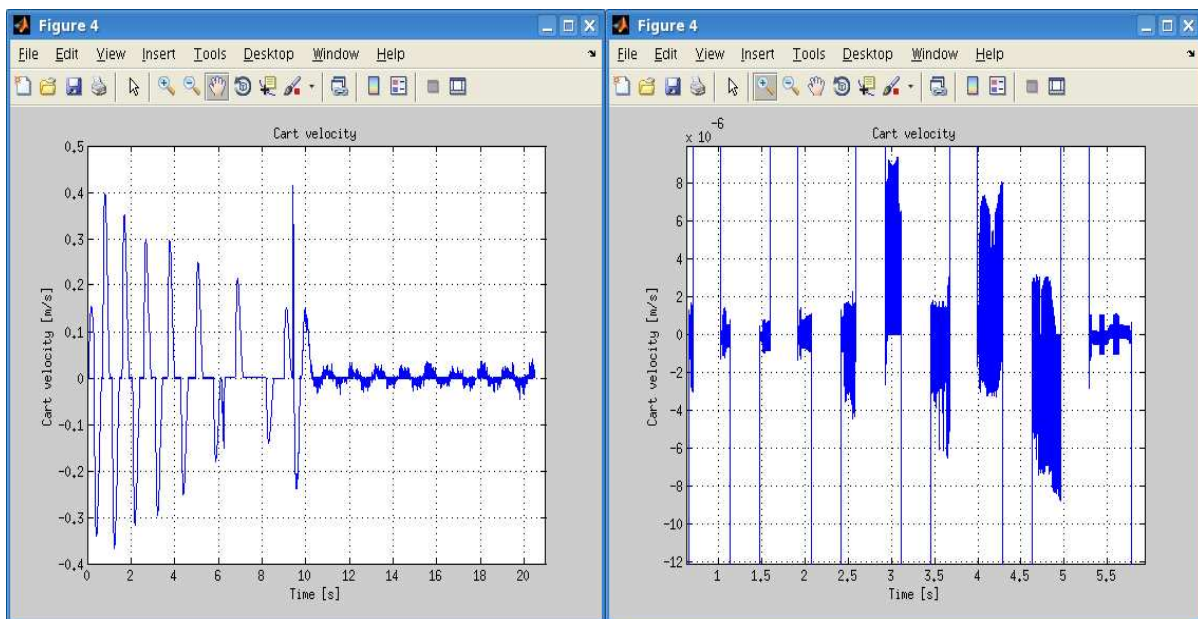 Figure 4
File Edit View Insert Tools Desktop Window Help
Cart velocity
0.5
0.4
0.3
0.2
0.1
0
-0.1
-0.2
-0.3
-0.4
Cart velocity [m/s]
0 2 4 6 8 10 12 14 16 18 20
Time [s]
Figure 4
File Edit View Insert Tools Desktop Window Help
x 10 -6
Cart velocity
8
6
4
2
0
-2
-4
-6
-8
-10
-12
Cart velocity [m/s]
1 1.5 2 2.5 3 3.5 4 4.5 5 5.5
Time [s]